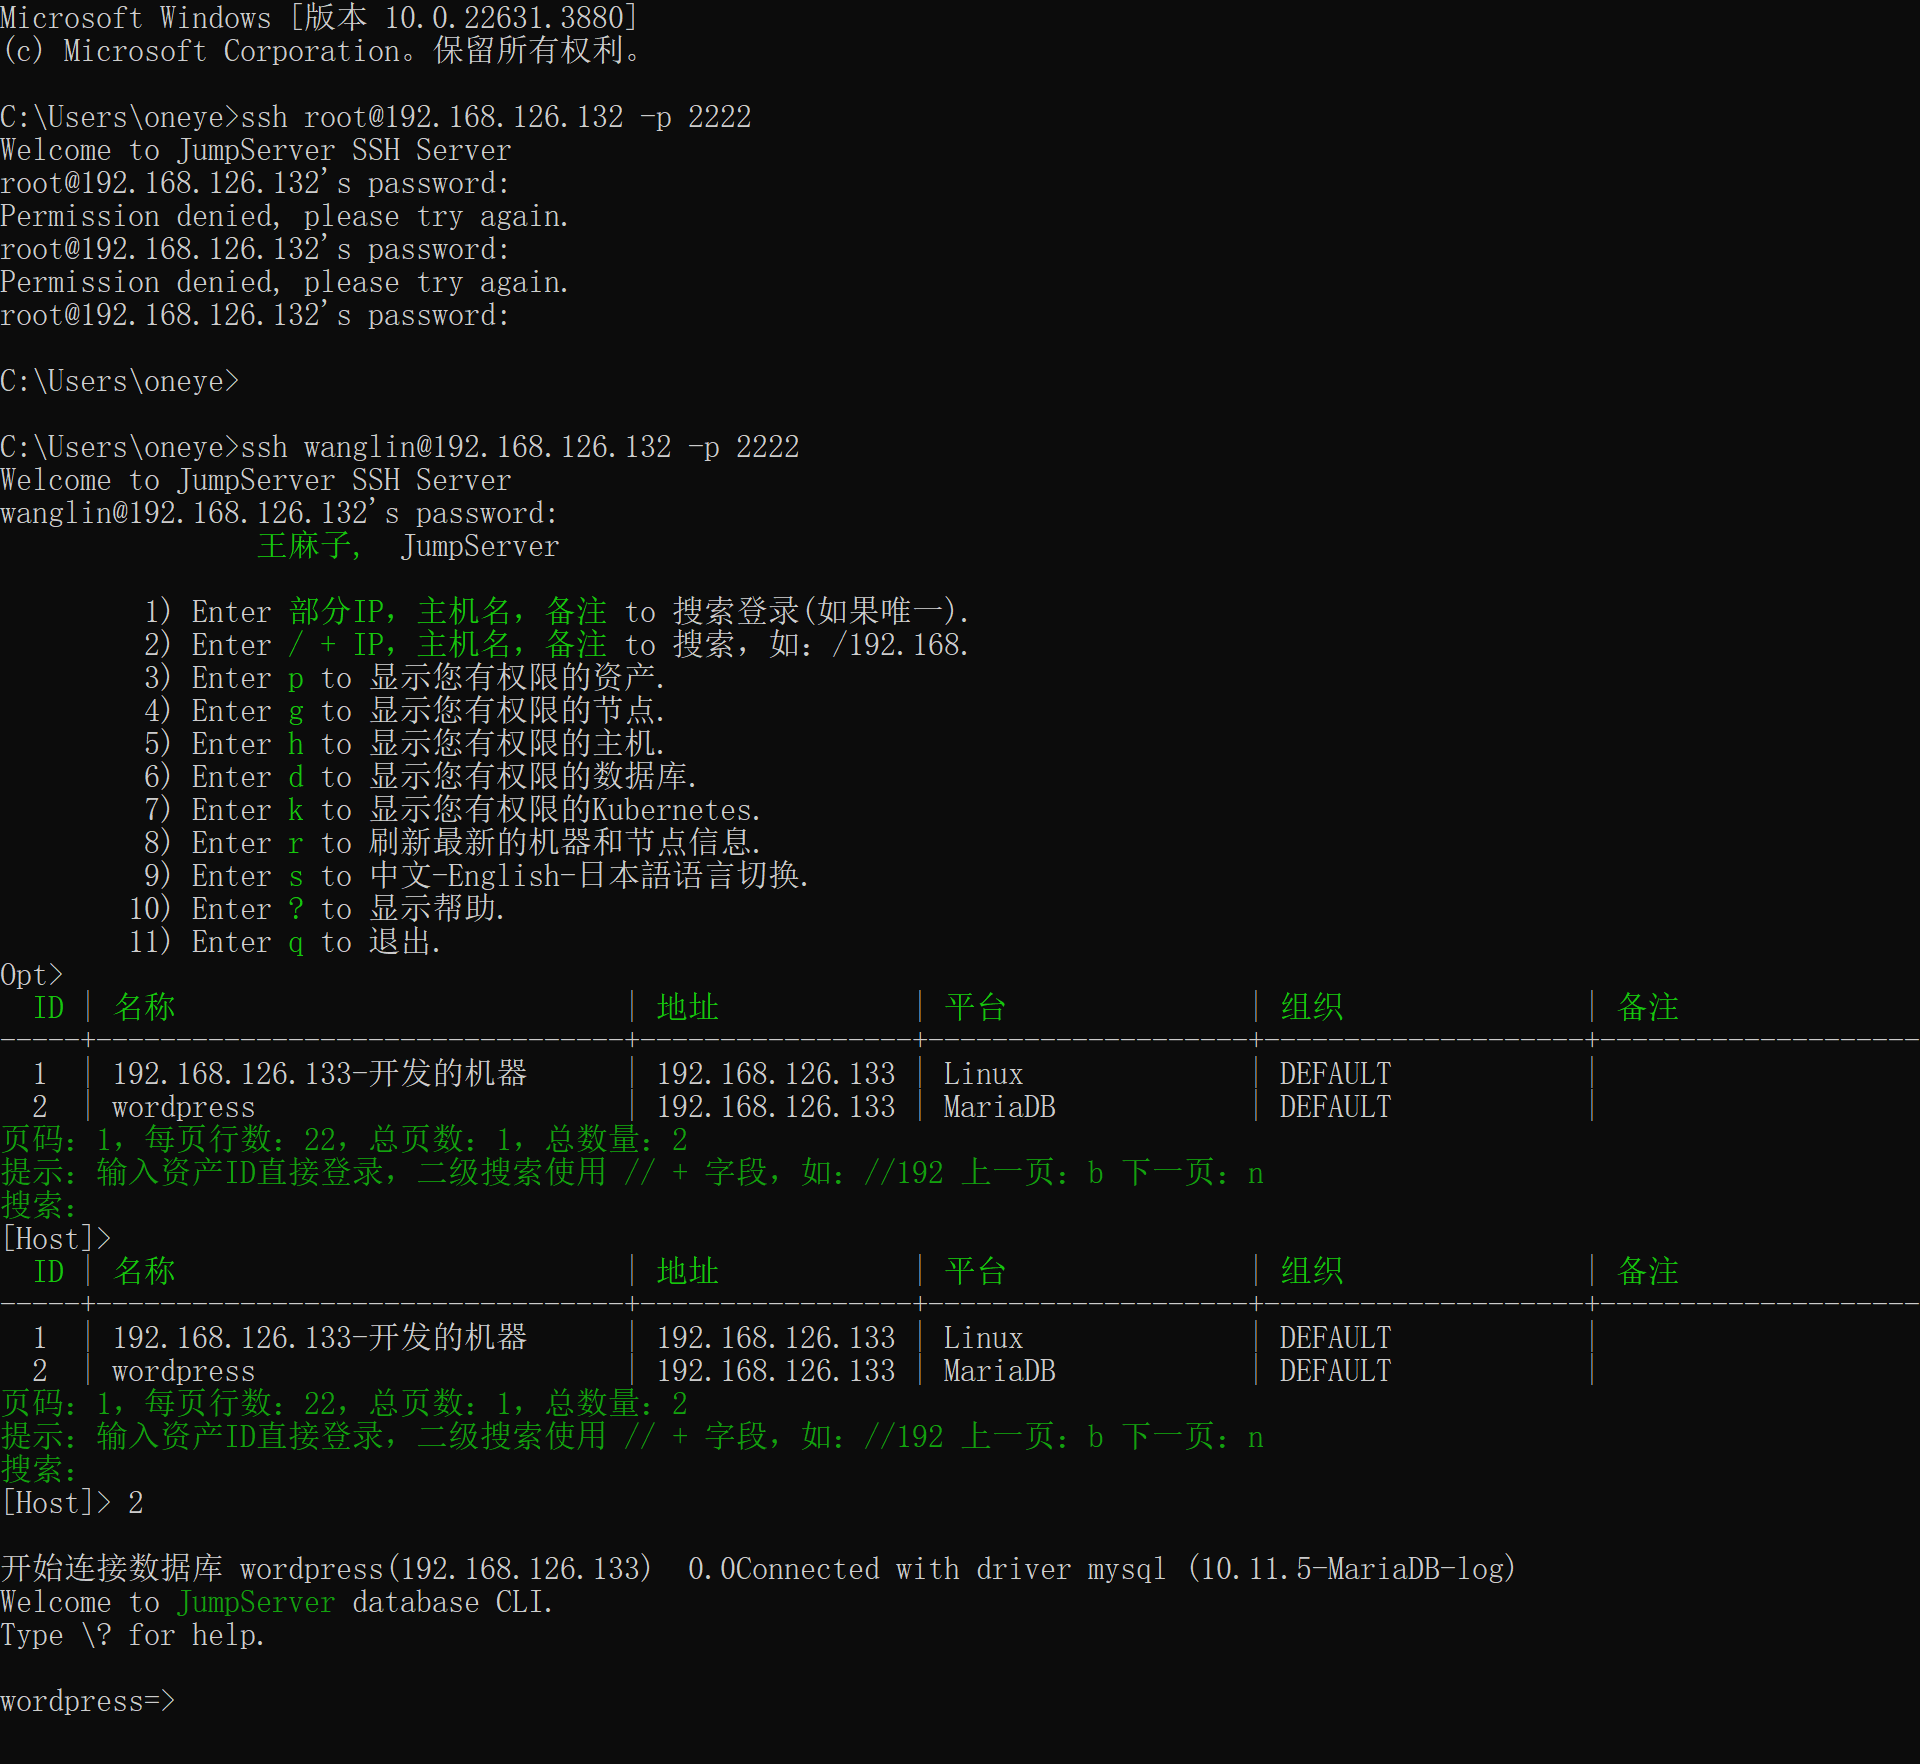 Microsoft Windows [版本 10.0.22631.3880]
(c) Microsoft Corporation。保留所有权利。
C:\Users\oneye>ssh root@192.168.126.132 -p 2222
Welcome to JumpServer SSH Server
root@192.168.126.132's password:
Permission denied, please try again.
root@192.168.126.132's password:
Permission denied, please try again.
root@192.168.126.132's password:
C:\Users\oneye>
C:\Users\oneye>ssh wanglin@192.168.126.132 -p 2222
Welcome to JumpServer SSH Server
wanglin@192.168.126.132's password:
王麻子,  JumpServer
1) Enter 部分IP，主机名，备注 to 搜索登录(如果唯一).
2) Enter / + IP，主机名，备注 to 搜索，如：/192.168.
3) Enter p to 显示您有权限的资产.
4) Enter g to 显示您有权限的节点.
5) Enter h to 显示您有权限的主机.
6) Enter d to 显示您有权限的数据库.
7) Enter k to 显示您有权限的Kubernetes.
8) Enter r to 刷新最新的机器和节点信息.
9) Enter s to 中文-English-日本語语言切换.
10) Enter ? to 显示帮助.
11) Enter q to 退出.
Opt>
ID | 名称 | 地址 | 平台 | 组织 | 备注
-----+---------------------------------+-----------------+--------------------+--------------------+--------------------
1 | 192.168.126.133-开发的机器 | 192.168.126.133 | Linux | DEFAULT |
2 | wordpress | 192.168.126.133 | MariaDB | DEFAULT |
页码：1，每页行数：22，总页数：1，总数量：2
提示：输入资产ID直接登录，二级搜索使用 // + 字段，如：//192 上一页：b 下一页：n
搜索：
[Host]>
ID | 名称 | 地址 | 平台 | 组织 | 备注
-----+---------------------------------+-----------------+--------------------+--------------------+--------------------
1 | 192.168.126.133-开发的机器 | 192.168.126.133 | Linux | DEFAULT |
2 | wordpress | 192.168.126.133 | MariaDB | DEFAULT |
页码：1，每页行数：22，总页数：1，总数量：2
提示：输入资产ID直接登录，二级搜索使用 // + 字段，如：//192 上一页：b 下一页：n
搜索：
[Host]> 2
开始连接数据库 wordpress(192.168.126.133)  0.0Connected with driver mysql (10.11.5-MariaDB-log)
Welcome to JumpServer database CLI.
Type \? for help.
wordpress=>